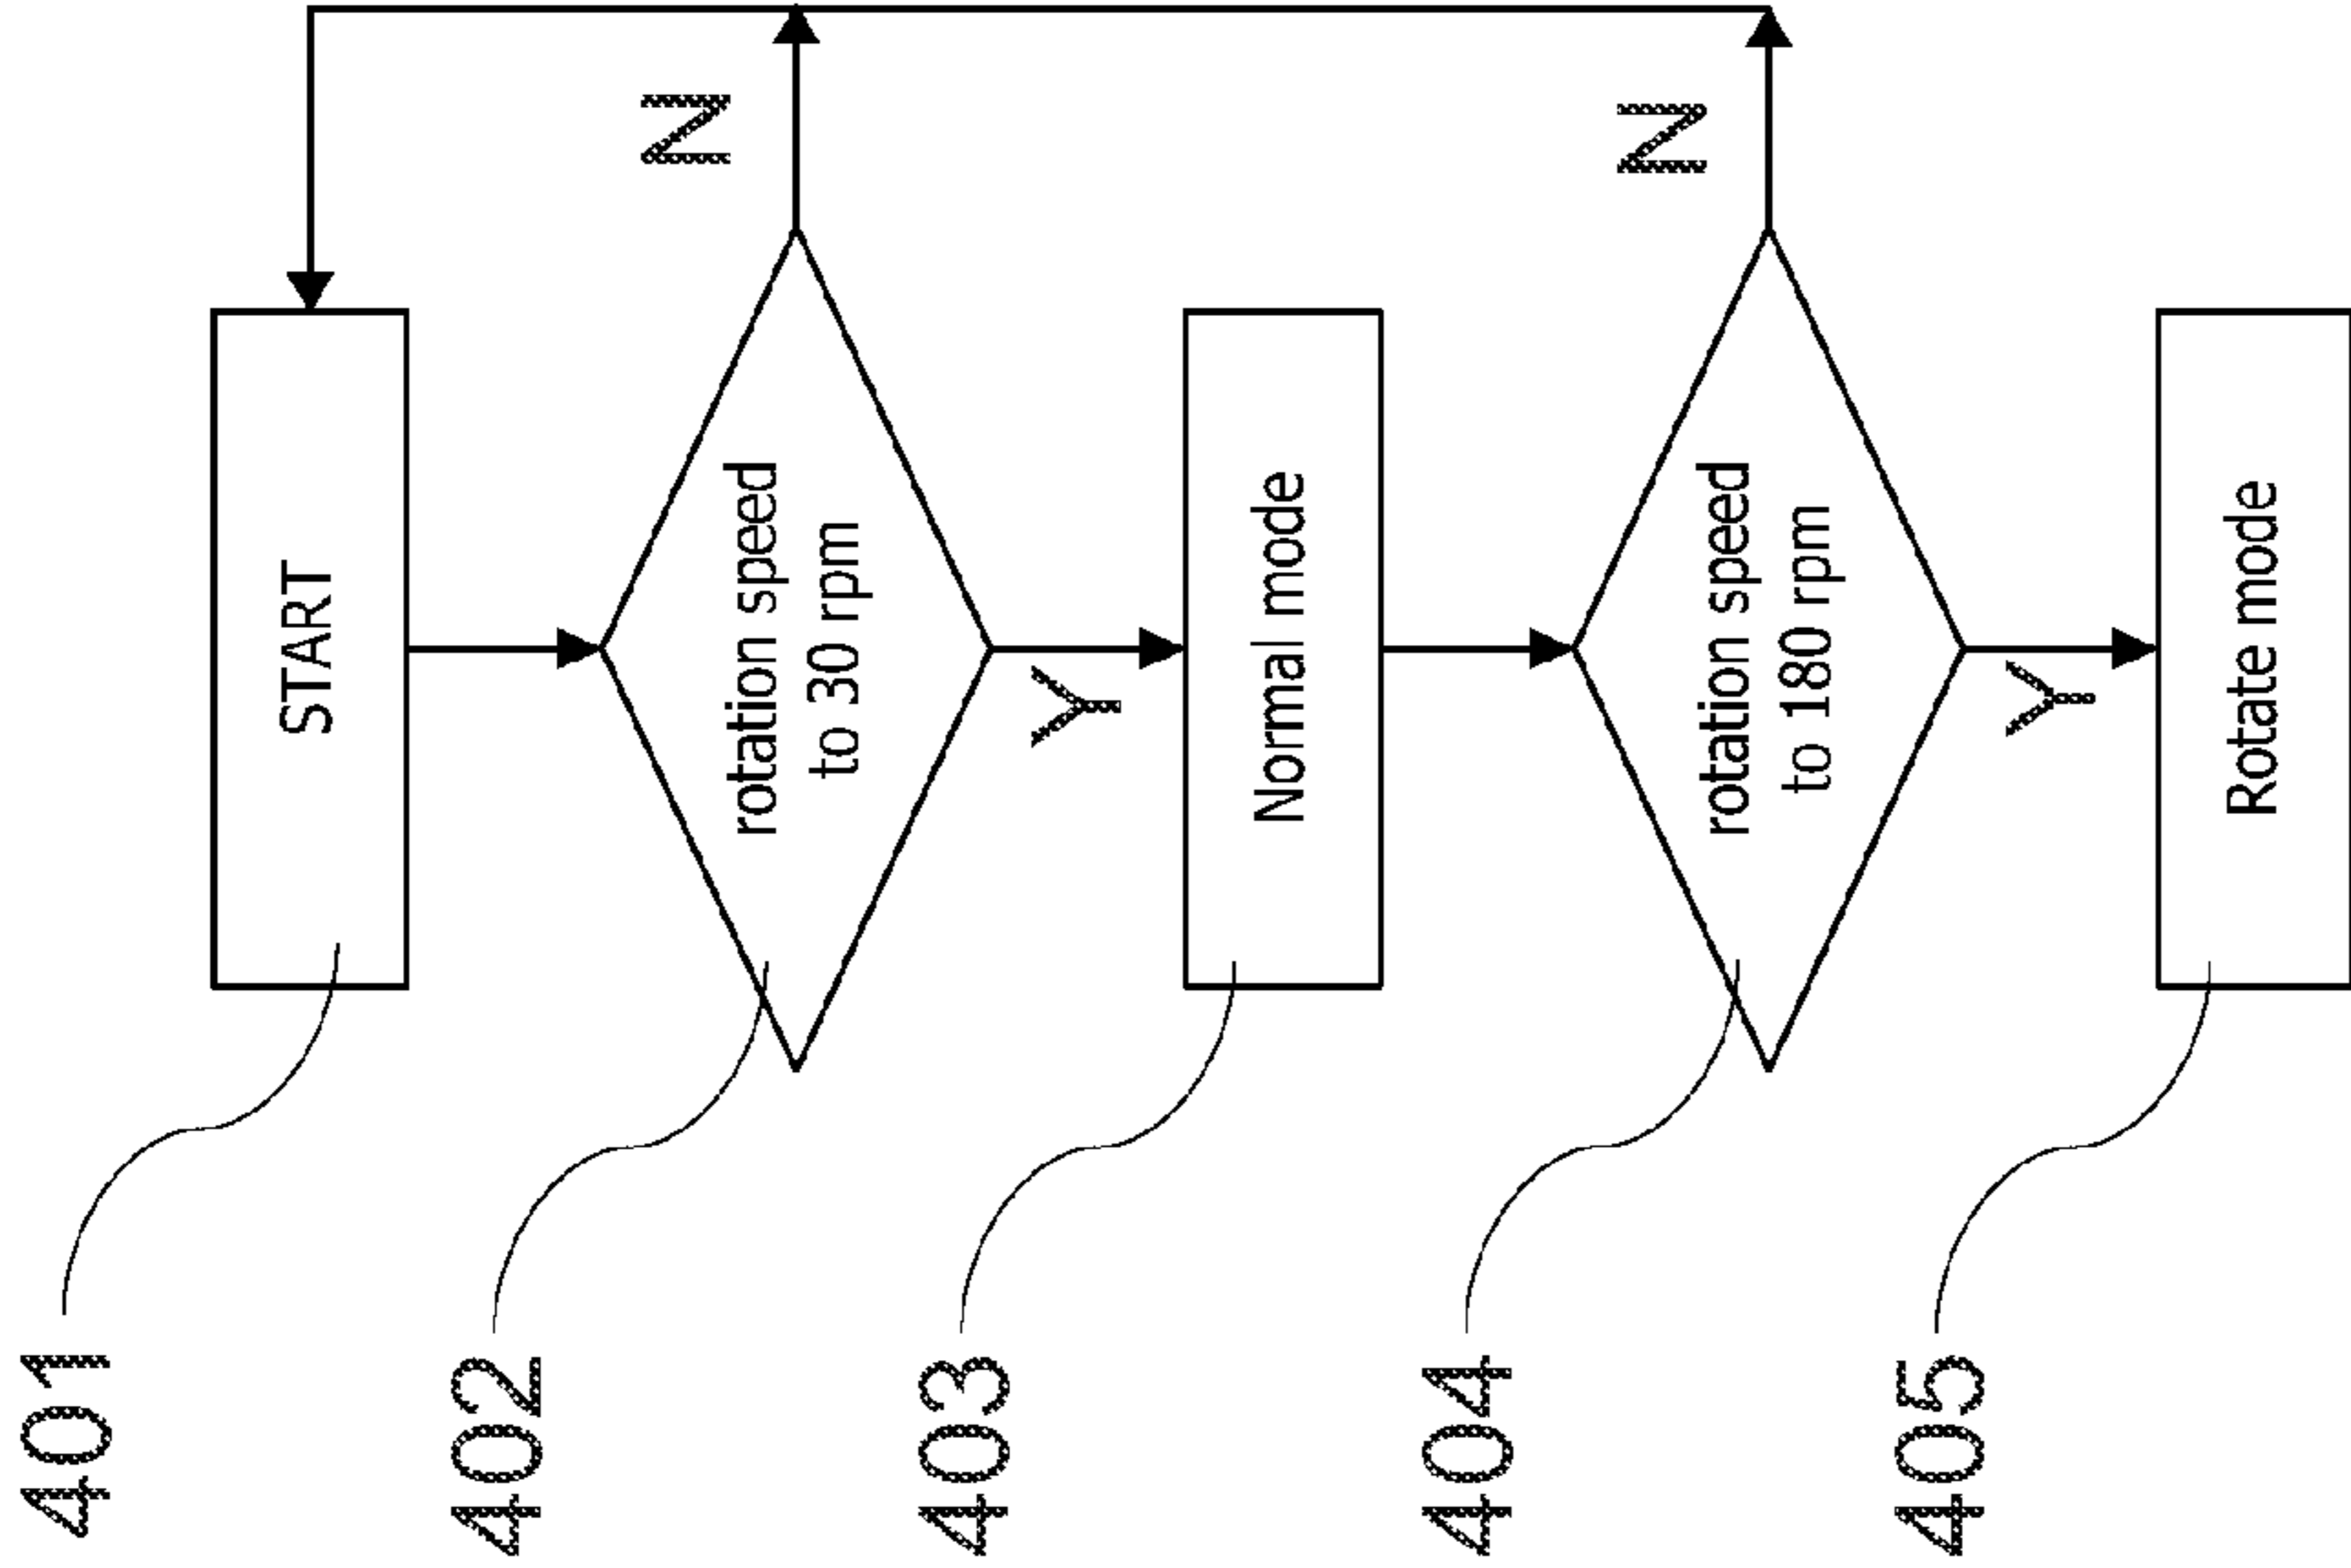 401
START
402
rotation speed
to 30 rpm
N
Y
403
Normal mode
404
rotation speed
to 180 rpm
N
Y
405
Rotate mode